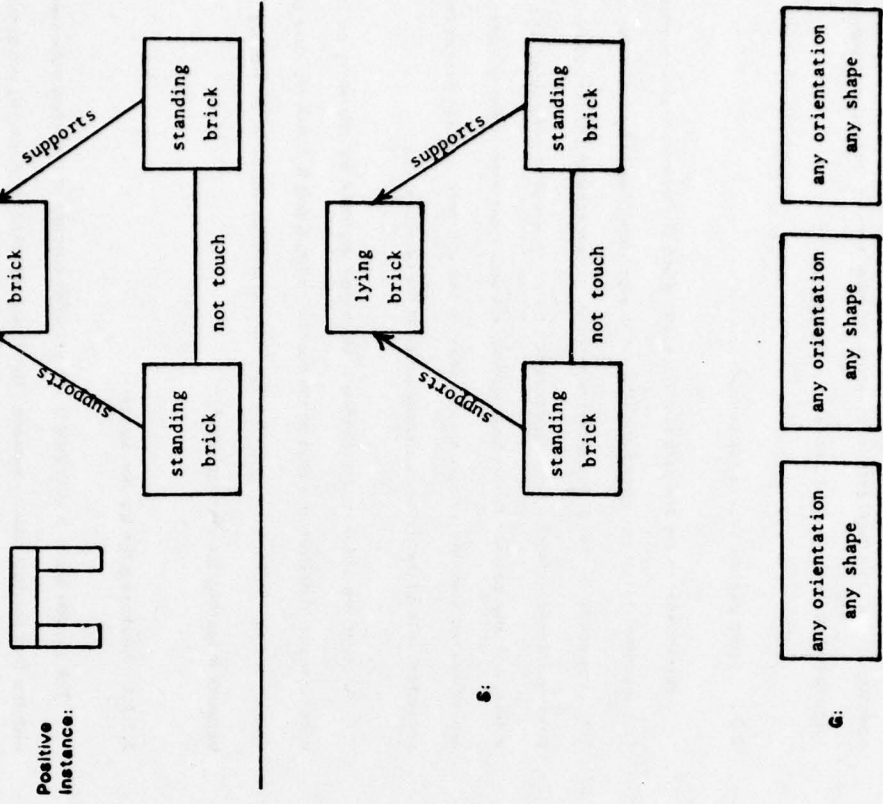 Positive
Instance:
brick
supports
supports
standing
brick
standing
brick
not touch
S:
lying
brick
supports
supports
standing
brick
standing
brick
not touch
G:
any orientation
any shape
any orientation
any shape
any orientation
any shape